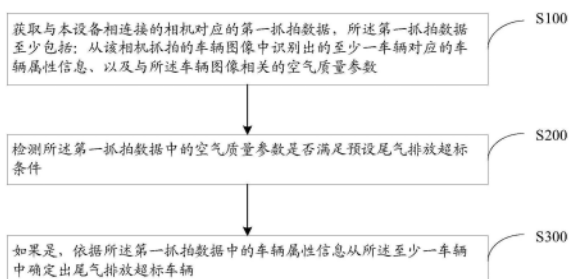 获取与本设备相连接的相机对应的第一抓拍数据，所述第一抓拍数据
至少包括：从该相机抓拍的车辆图像中识别出的至少一车辆对应的车
辆属性信息、以及与所述车辆图像相关的空气质量参数
S100
检测所述第一抓拍数据中的空气质量参数是否满足预设尾气排放超标
条件
S200
如果是，依据所述第一抓拍数据中的车辆属性信息从所述至少一车辆
中确定出尾气排放超标车辆
S300